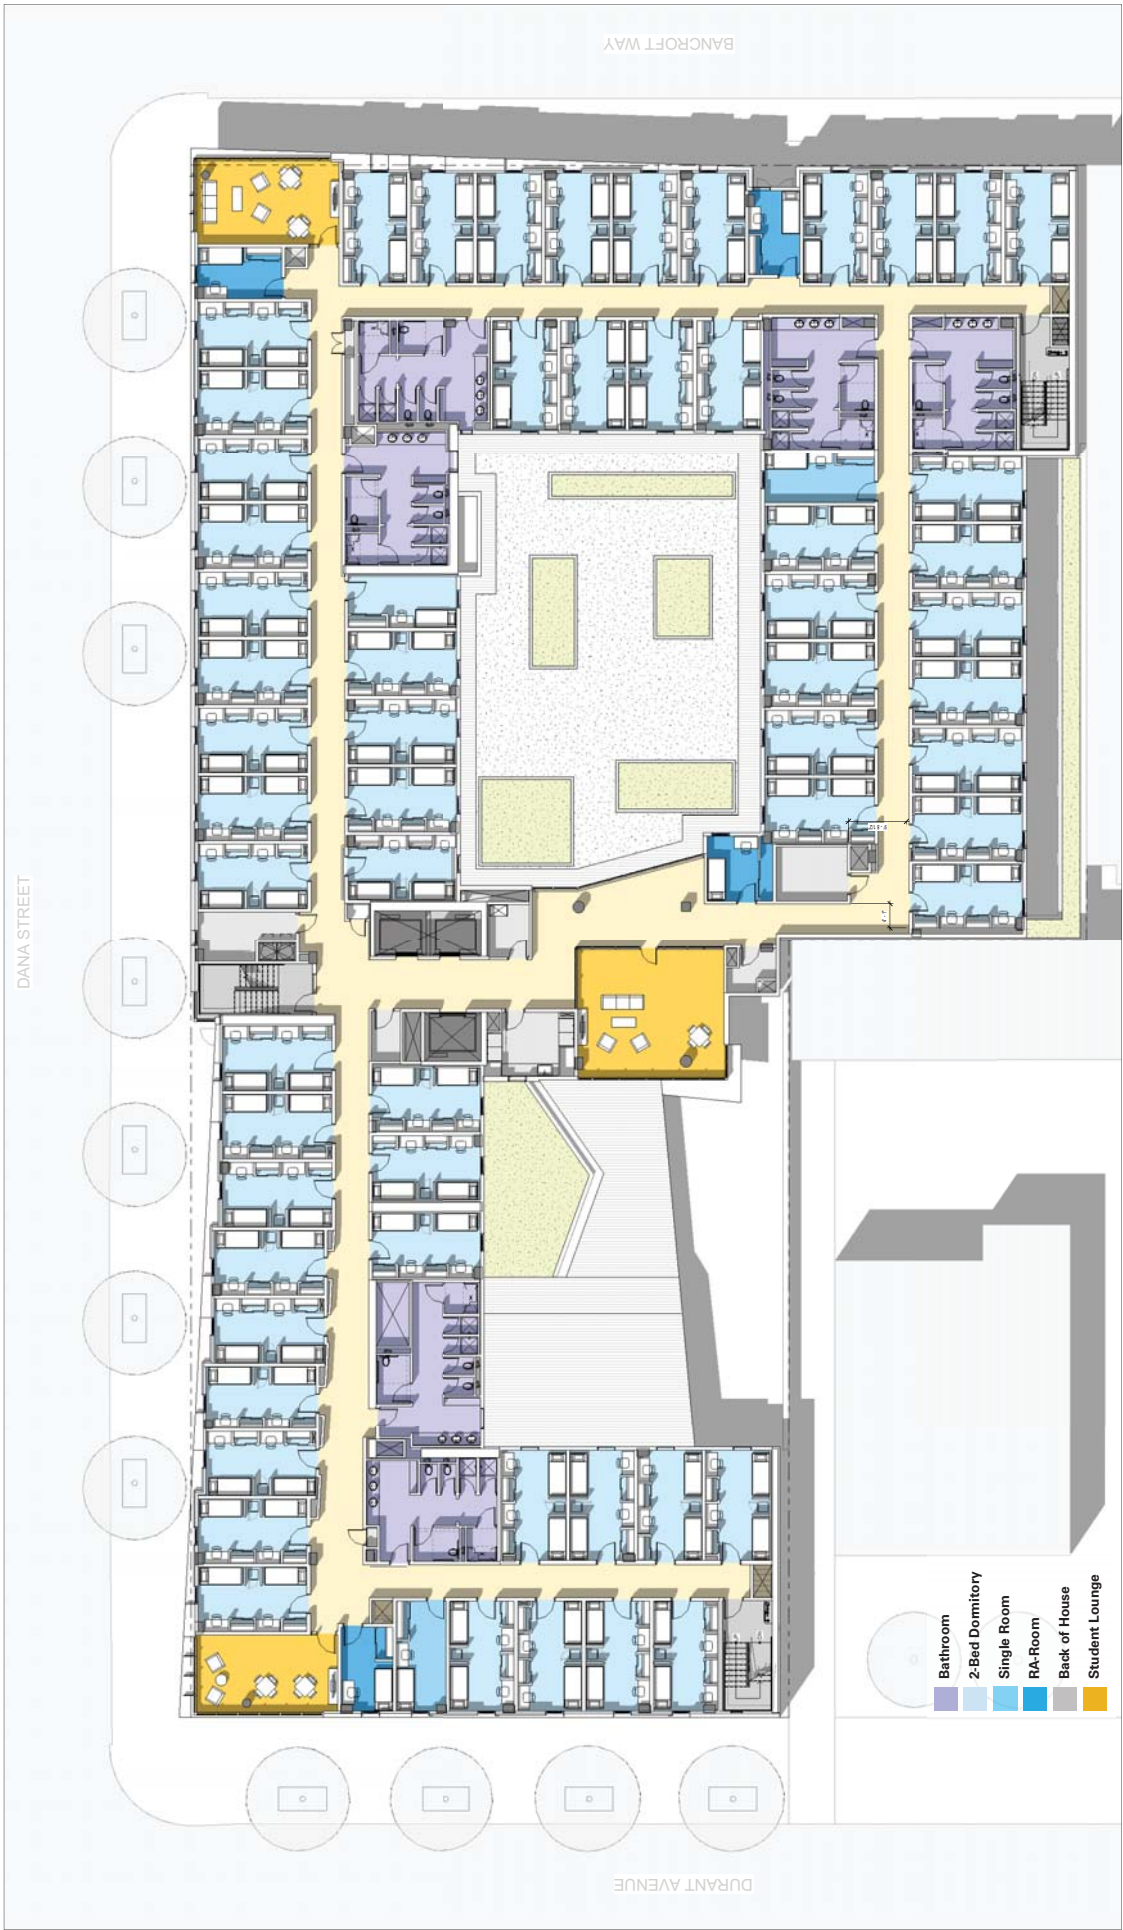 BANCROFT WAY
DANA STREET
DURANT AVENUE
Bathroom
2-Bed Dormitory
Single Room
RA-Room
Back of House
Student Lounge